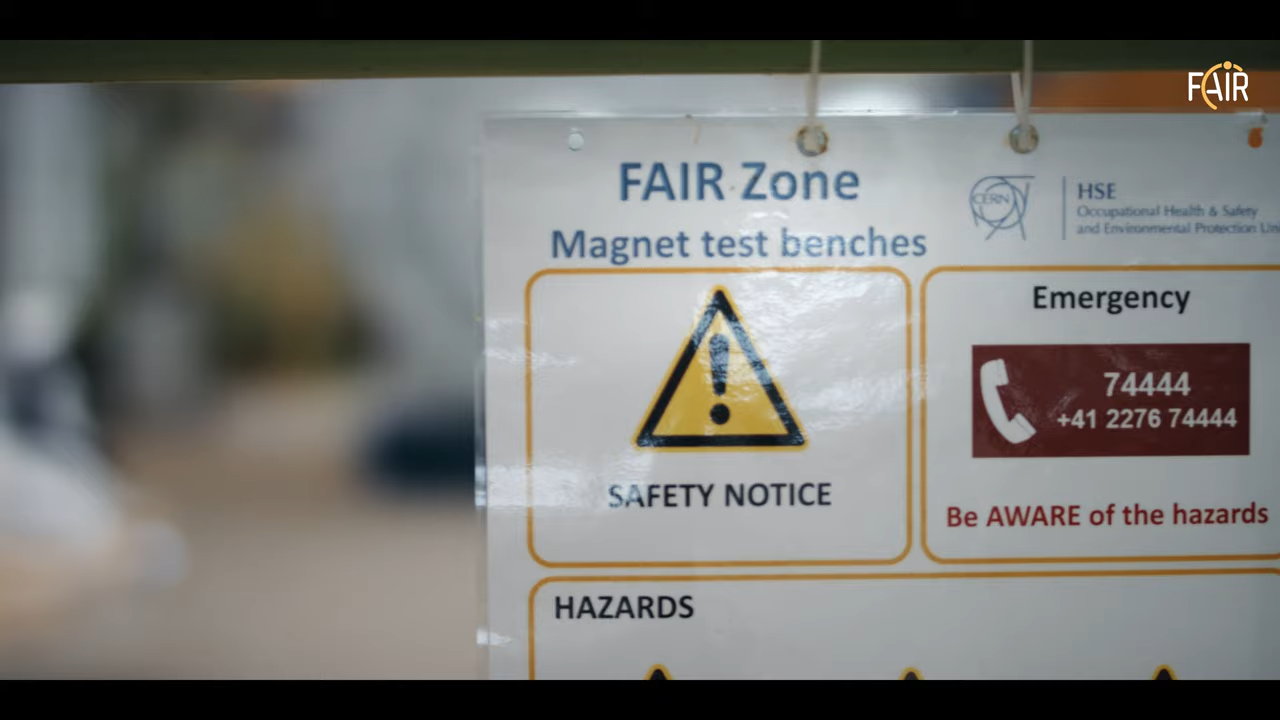 FAIR
FAIR Zone
Magnet test benches
CERN
HSE
Occupational Health & Safety
and Environmental Protection
SAFETY NOTICE
Emergency
74444
+41 2276 74444
Be AWARE of the hazards
HAZARDS